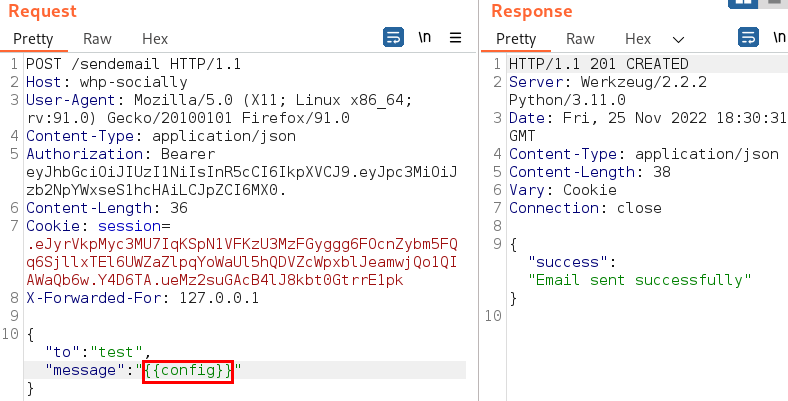 Request
Pretty Raw Hex \n
1 POST /sendemail HTTP/1.1
2 Host: whp-socially
3 User-Agent: Mozilla/5.0 (X11; Linux x86_64;
rv:91.0) Gecko/20100101 Firefox/91.0
4 Content-Type: application/json
5 Authorization: Bearer
eyJhbGciOiJIUzI1NiIsInR5cCI6IkpXVCJ9.eyJpc3MiOiJ
zb2NpYWxseS1hcHAiLCJpZCI6MX0.
6 Content-Length: 36
7 Cookie: session=
.eJyrVkpMyc3MU7IqKSpN1VFKzU3MzFGyggg6FOcnZybm5FQ
q6SjllxTEl6UWZaZlpqYoWaUl5hQDVZcWpxblJeamwjQo1QI
AWaQb6w.Y4D6TA.ueMz2suGAcB4lJ8kbt0GtrrE1pk
8 X-Forwarded-For: 127.0.0.1
9
10 {
"to":"test",
"message":"{{config}}"
}
Response
Pretty Raw Hex \n
1 HTTP/1.1 201 CREATED
2 Server: Werkzeug/2.2.2
Python/3.11.0
3 Date: Fri, 25 Nov 2022 18:30:31
GMT
4 Content-Type: application/json
5 Content-Length: 38
6 Vary: Cookie
7 Connection: close
8
9 {
"success":
"Email sent successfully"
}
10